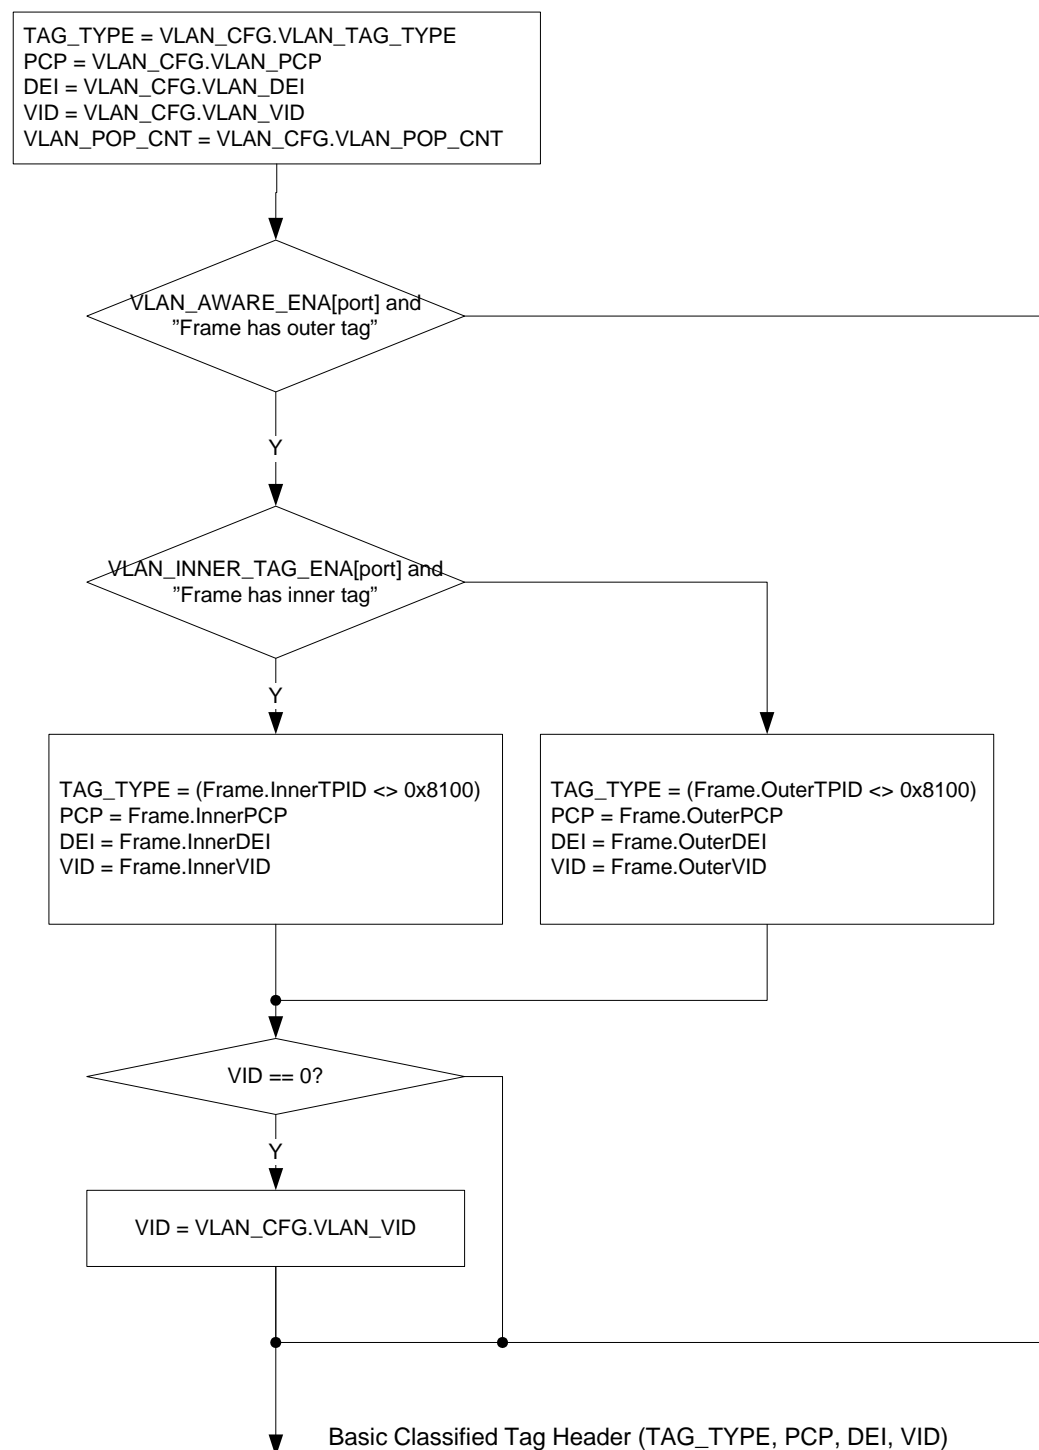 TAG_TYPE = VLAN_CFG.VLAN_TAG_TYPE
PCP = VLAN_CFG.VLAN_PCP
DEI = VLAN_CFG.VLAN_DEI
VID = VLAN_CFG.VLAN_VID
VLAN_POP_CNT = VLAN_CFG.VLAN_POP_CNT
VLAN_AWARE_ENA[port] and
”Frame has outer tag”
Y
VLAN_INNER_TAG_ENA[port] and
”Frame has inner tag”
Y
TAG_TYPE = (Frame.InnerTPID <> 0x8100)
PCP = Frame.InnerPCP
DEI = Frame.InnerDEI
VID = Frame.InnerVID
TAG_TYPE = (Frame.OuterTPID <> 0x8100)
PCP = Frame.OuterPCP
DEI = Frame.OuterDEI
VID = Frame.OuterVID
VID == 0?
Y
VID = VLAN_CFG.VLAN_VID
Basic Classified Tag Header (TAG_TYPE, PCP, DEI, VID)